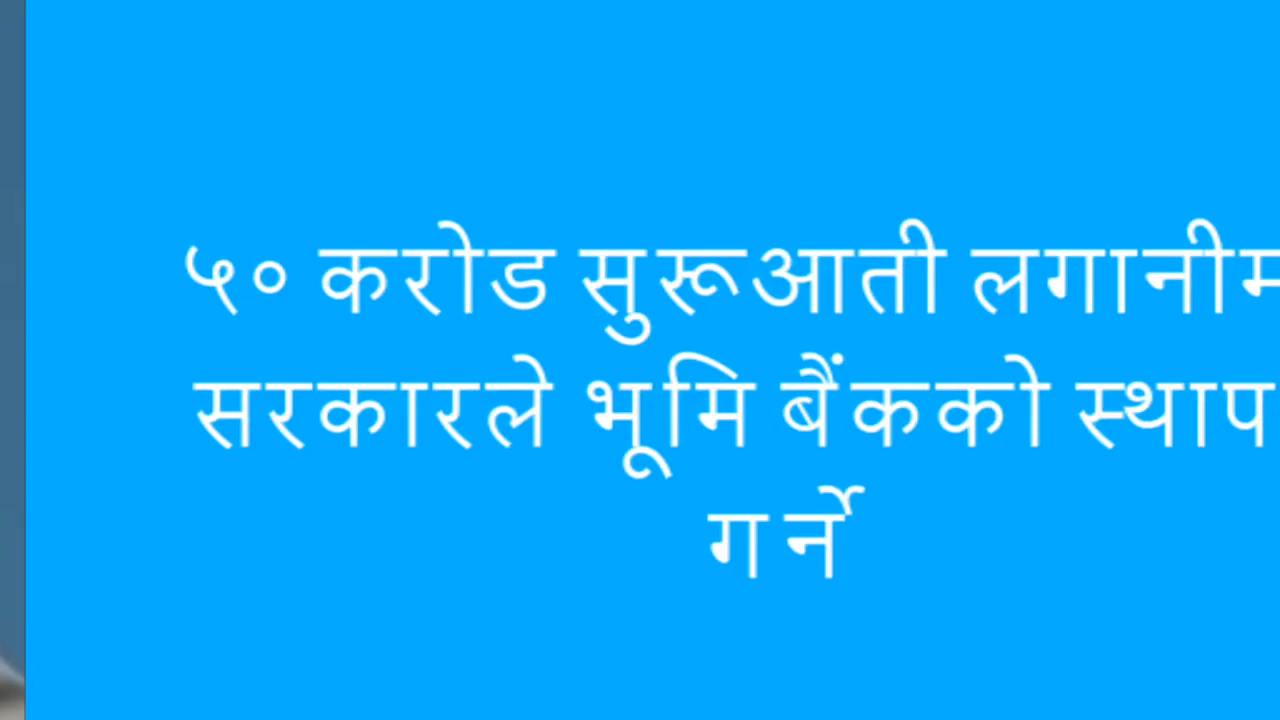 ५० करोड सुरूआती लगानीम
सरकारले भूमि बैंकको स्थाप
गर्ने